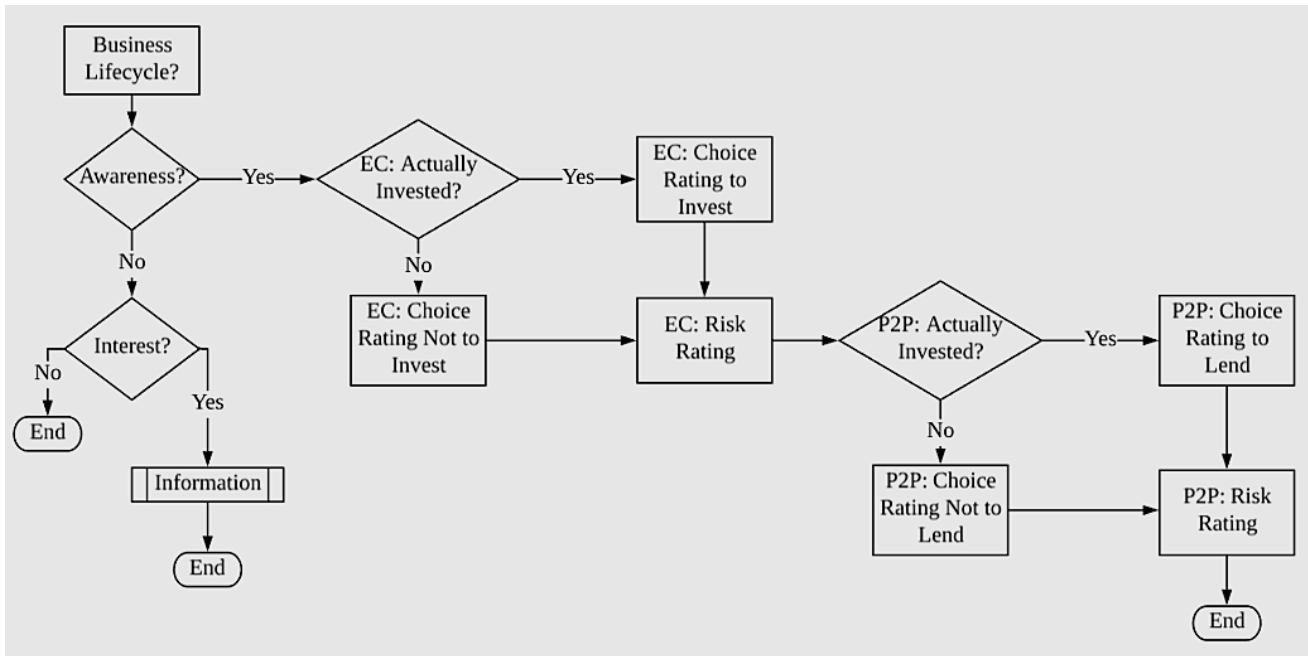 Business
Lifecycle?
Awareness?
Yes
EC: Actually
Invested?
Yes
EC: Choice
Rating to
Invest
No
No
Interest?
EC: Choice
Rating Not to
Invest
EC: Risk
Rating
P2P: Actually
Invested?
Yes
P2P: Choice
Rating to
Lend
No
End
Yes
Information
End
No
P2P: Choice
Rating Not to
Lend
P2P: Risk
Rating
End